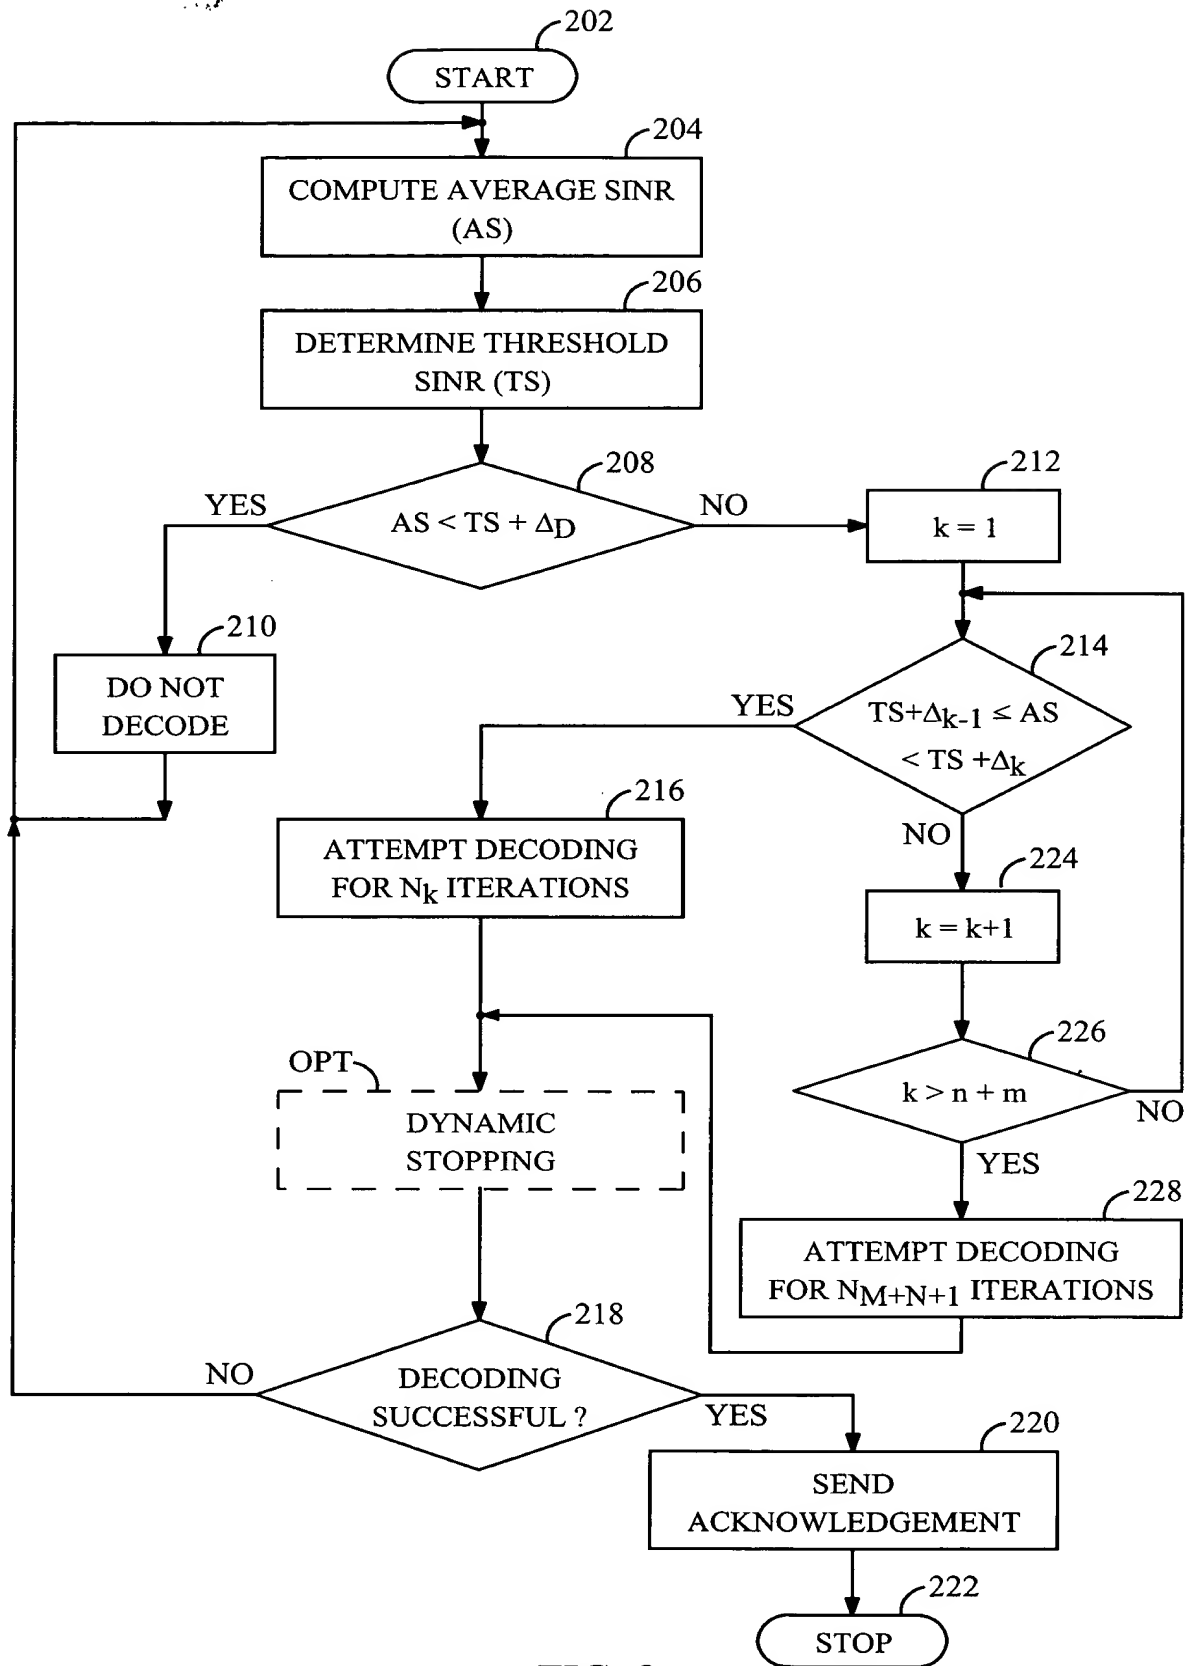 202
START
204
COMPUTE AVERAGE SINR
(AS)
206
DETERMINE THRESHOLD
SINR (TS)
208
AS < TS + ΔD
YES
NO
212
k = 1
210
DO NOT
DECODE
214
TS+Δk-1 ≤ AS
< TS +Δk
YES
NO
216
ATTEMPT DECODING
FOR Nk ITERATIONS
224
k = k+1
226
k > n + m
NO
YES
OPT
DYNAMIC
STOPPING
228
ATTEMPT DECODING
FOR NM+N+1 ITERATIONS
218
DECODING
SUCCESSFUL ?
NO
YES
220
SEND
ACKNOWLEDGEMENT
222
STOP